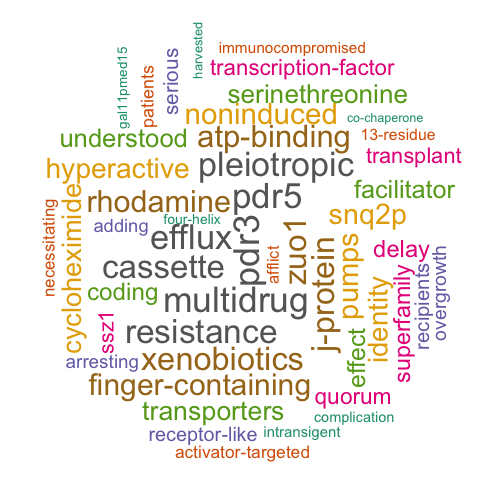 immunocompromised
harvested
serious
transcription-factor
patients
gal11pmed15
serinethreonine
noninduced
co-chaperone
understood
atp-binding
13-residue
hyperactive
pleiotropic
transplant
rhodamine
pdr5
facilitator
necessitating
cycloheximide
adding
four-helix
snq2p
efflux
pdr3
zuo1
delay
cassette
afflict
j-protein
pumps
identity
superfamily
recipients
overgrowth
coding
multidrug
ssz1
resistance
effect
arresting
xenobiotics
finger-containing
quorum
transporters
complication
receptor-like
intransigent
activator-targeted